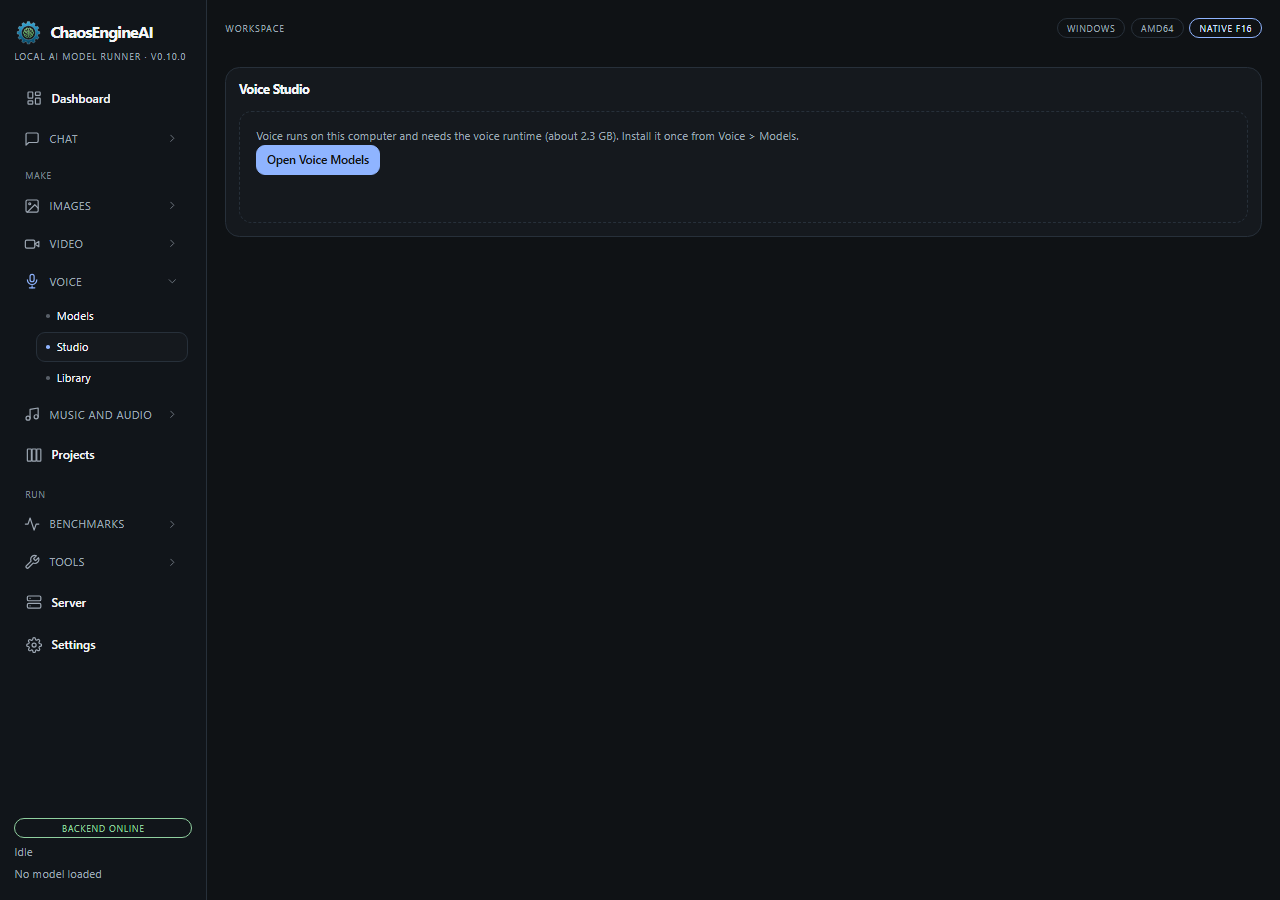 ChaosEngineAI
LOCAL AI MODEL RUNNER · V0.10.0
Dashboard
CHAT
MAKE
IMAGES
VIDEO
VOICE
Models
Studio
Library
MUSIC AND AUDIO
Projects
RUN
BENCHMARKS
TOOLS
Server
Settings
BACKEND ONLINE
Idle
No model loaded
WORKSPACE
WINDOWS
AMD64
NATIVE F16
Voice Studio
Voice runs on this computer and needs the voice runtime (about 2.3 GB). Install it once from Voice > Models.
Open Voice Models